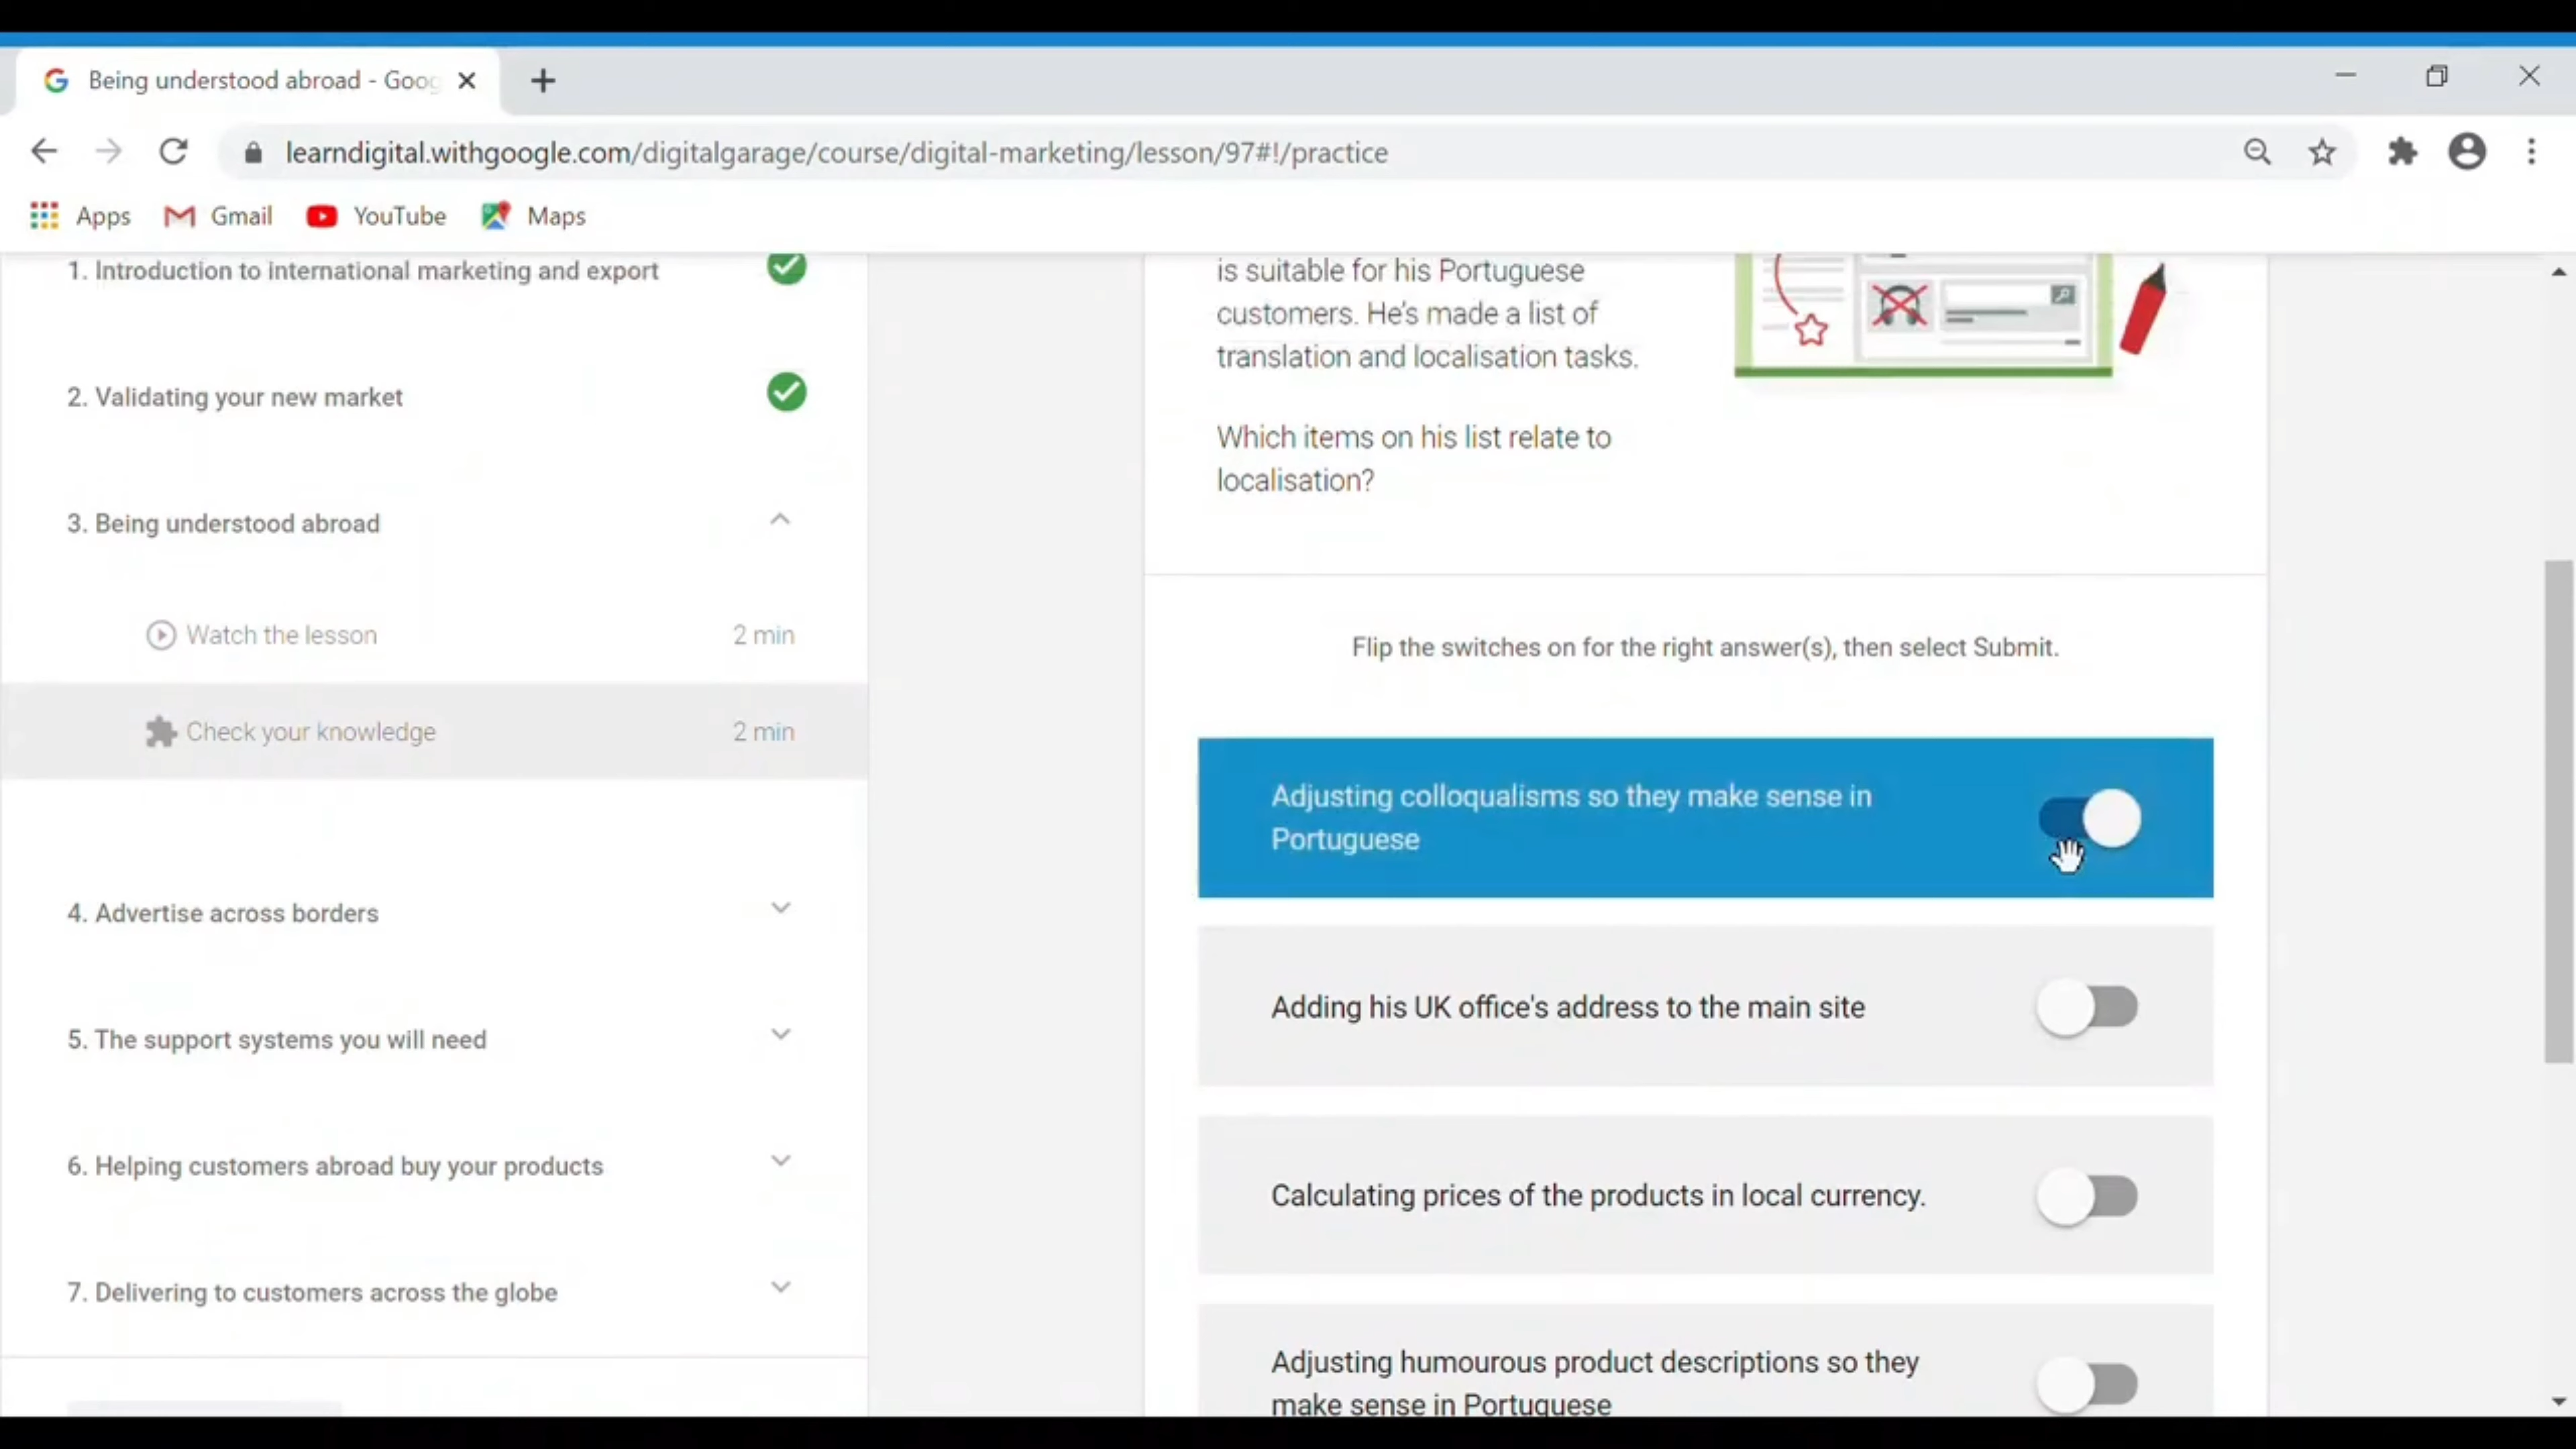 Being understood abroad - Goog
learndigital.withgoogle.com/digitalgarage/course/digital-marketing/lesson/97#!/practice
Apps
Gmail
YouTube
Maps
1. Introduction to international marketing and export
2. Validating your new market
3. Being understood abroad
Watch the lesson
2 min
Check your knowledge
2 min
4. Advertise across borders
5. The support systems you will need
6. Helping customers abroad buy your products
7. Delivering to customers across the globe
is suitable for his Portuguese
customers. He's made a list of
translation and localisation tasks.
Which items on his list relate to
localisation?
Flip the switches on for the right answer(s), then select Submit.
Adjusting colloqualisms so they make sense in
Portuguese
Adding his UK office's address to the main site
Calculating prices of the products in local currency.
Adjusting humourous product descriptions so they
make sense in Portuguese